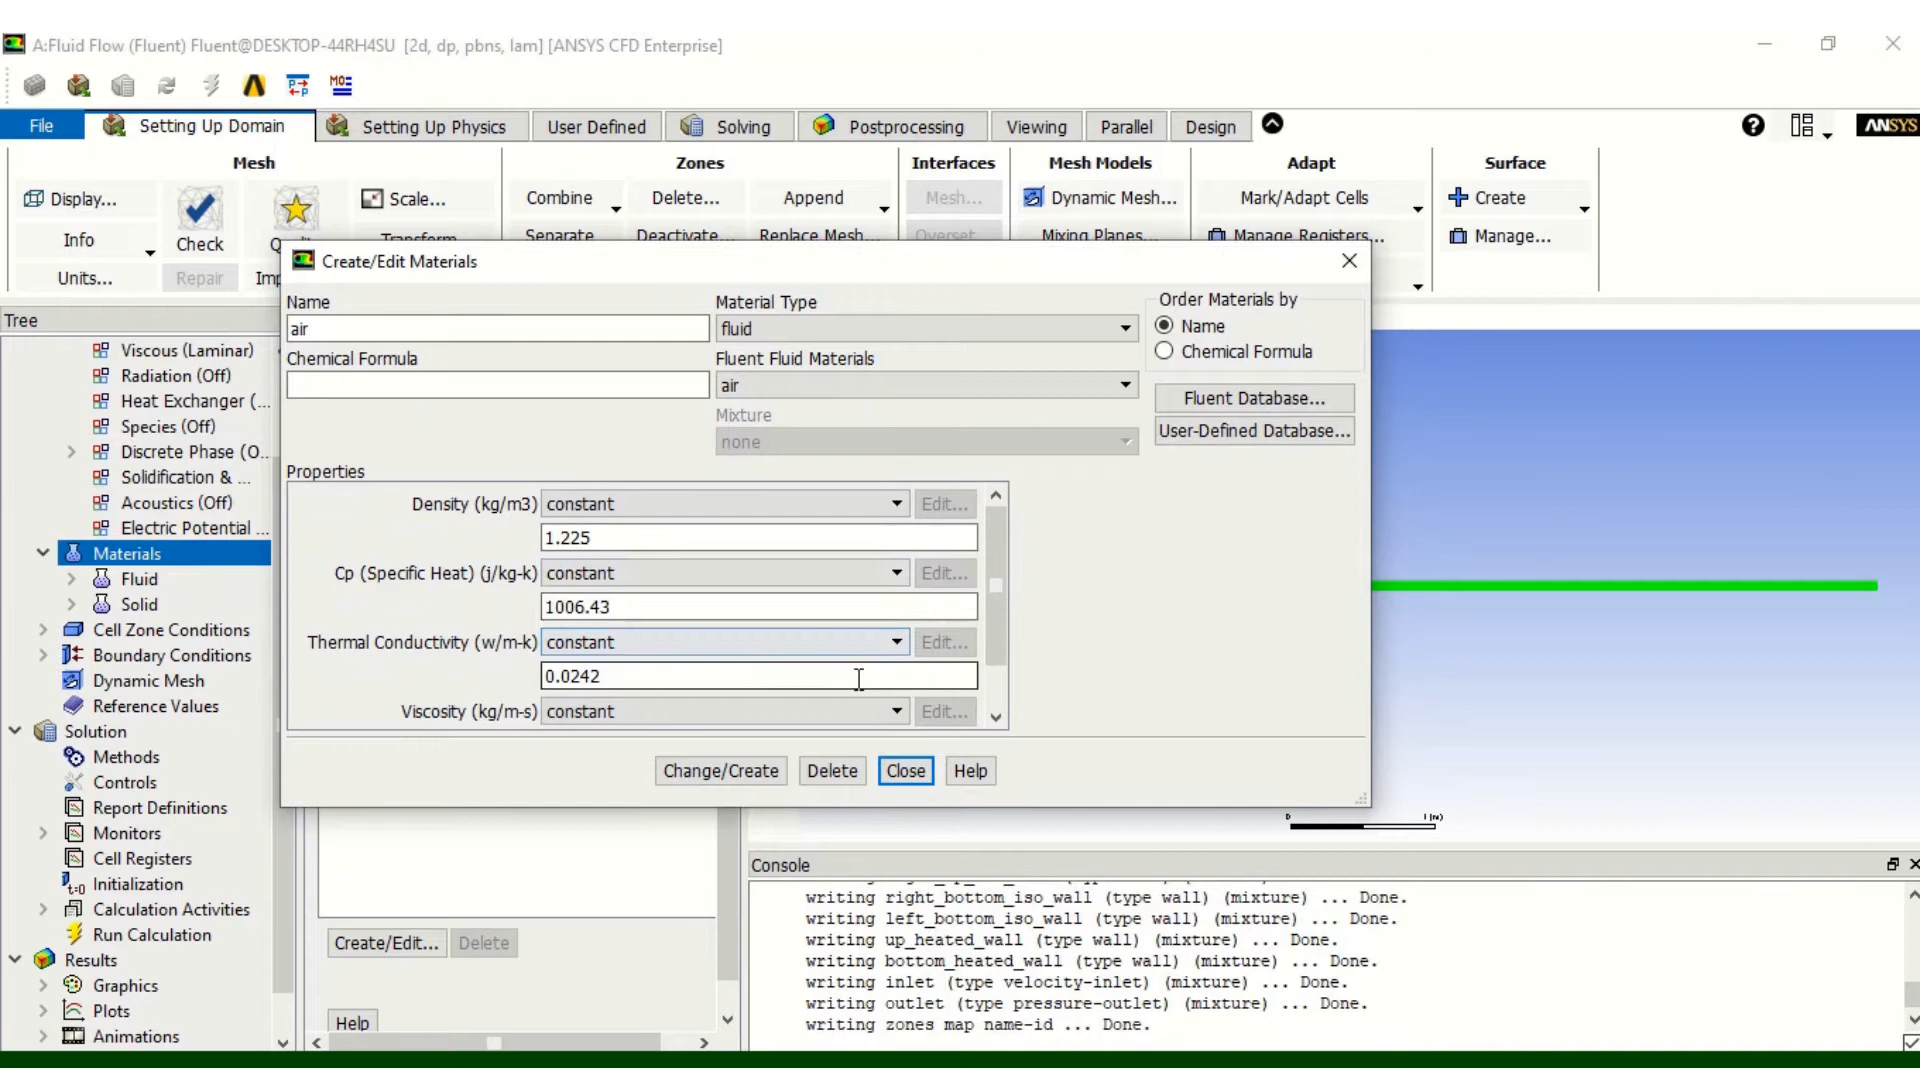 A:Fluid Flow (Fluent) Fluent@DESKTOP-44RH4SU [2d, dp, pbns, lam] [ANSYS CFD Enterprise]
File
Setting Up Domain
Setting Up Physics
User Defined
Solving
Postprocessing
Viewing
Parallel
Design
ANSYS
Mesh
Zones
Interfaces
Mesh Models
Adapt
Surface
Display...
Scale...
Combine
Delete...
Append
Mesh...
Dynamic Mesh...
Mark/Adapt Cells
Create
Info
Check
Transform
Separate
Deactivate...
Replace Mesh...
Overset...
Mixing Planes...
Manage Registers...
Manage...
Units...
Repair
Create/Edit Materials
Name
Material Type
Order Materials by
air
fluid
Name
Chemical Formula
Fluent Fluid Materials
Chemical Formula
air
Fluent Database...
Mixture
User-Defined Database...
none
Properties
Density (kg/m3)
constant
Edit...
1.225
Cp (Specific Heat) (j/kg-k)
constant
Edit...
1006.43
Thermal Conductivity (w/m-k)
constant
Edit...
0.0242
Viscosity (kg/m-s)
constant
Edit...
Change/Create
Delete
Close
Help
Tree
Viscous (Laminar)
Radiation (Off)
Heat Exchanger (...
Species (Off)
Discrete Phase (O...
Solidification & ...
Acoustics (Off)
Electric Potential ...
Materials
Fluid
Solid
Cell Zone Conditions
Boundary Conditions
Dynamic Mesh
Reference Values
Solution
Methods
Controls
Report Definitions
Monitors
Cell Registers
Initialization
Calculation Activities
Run Calculation
Results
Graphics
Plots
Animations
Create/Edit...
Delete
Help
0
1 (m)
Console
writing right_bottom_iso_wall (type wall) (mixture) ... Done.
writing left_bottom_iso_wall (type wall) (mixture) ... Done.
writing up_heated_wall (type wall) (mixture) ... Done.
writing bottom_heated_wall (type wall) (mixture) ... Done.
writing inlet (type velocity-inlet) (mixture) ... Done.
writing outlet (type pressure-outlet) (mixture) ... Done.
writing zones map name-id ... Done.